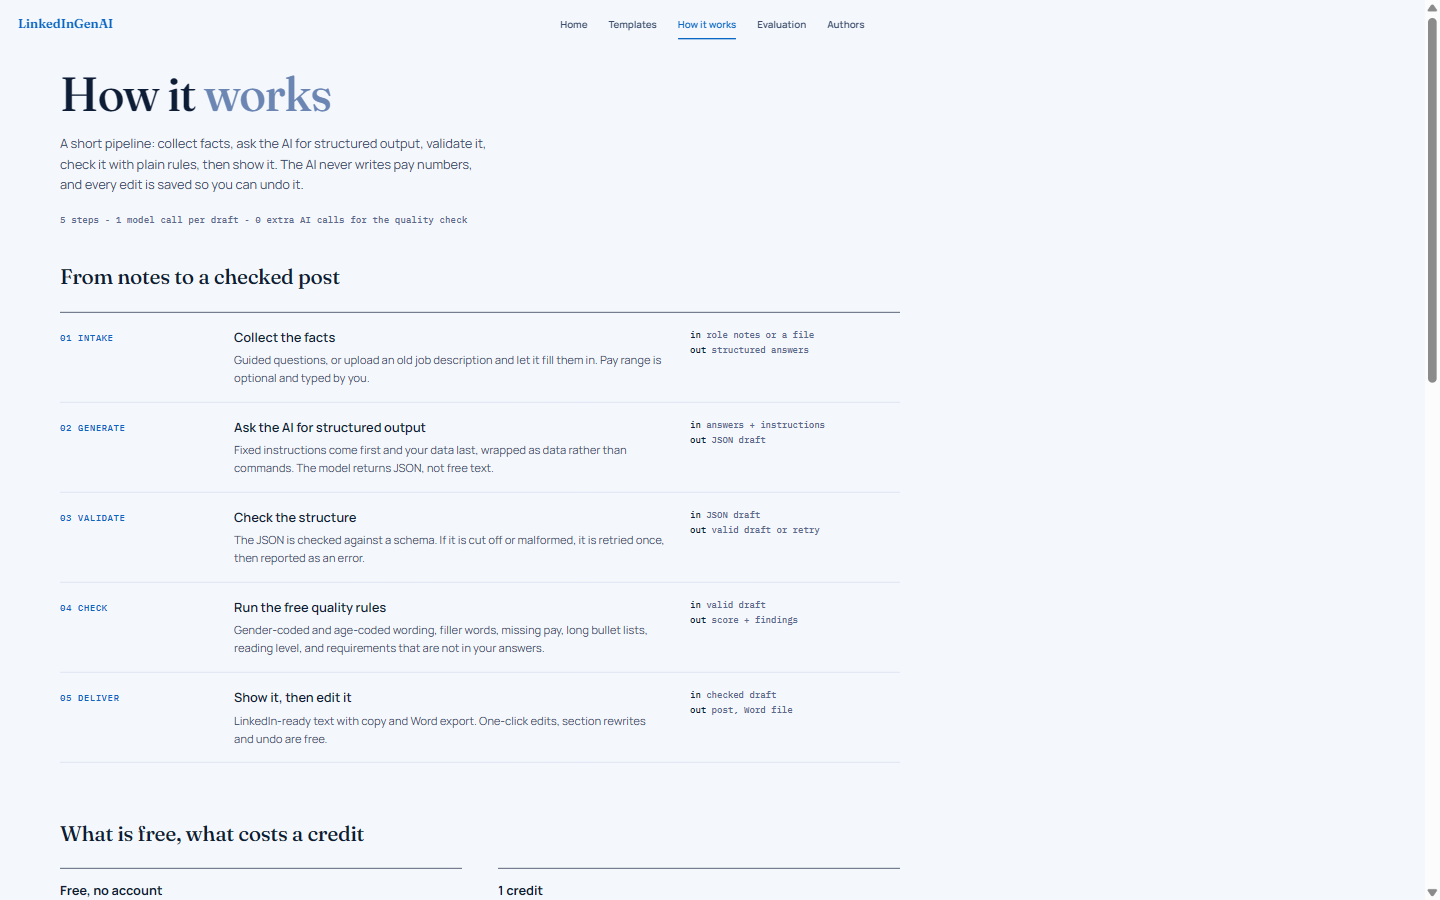 LinkedInGenAI
Home Templates How it works Evaluation Authors
How it works
A short pipeline: collect facts, ask the AI for structured output, validate it,
check it with plain rules, then show it. The AI never writes pay numbers,
and every edit is saved so you can undo it.
5 steps - 1 model call per draft - 0 extra AI calls for the quality check
From notes to a checked post
01 INTAKE
Collect the facts
Guided questions, or upload an old job description and let it fill them in. Pay range is
optional and typed by you.
in role notes or a file
out structured answers
02 GENERATE
Ask the AI for structured output
Fixed instructions come first and your data last, wrapped as data rather than
commands. The model returns JSON, not free text.
in answers + instructions
out JSON draft
03 VALIDATE
Check the structure
The JSON is checked against a schema. If it is cut off or malformed, it is retried once,
then reported as an error.
in JSON draft
out valid draft or retry
04 CHECK
Run the free quality rules
Gender-coded and age-coded wording, filler words, missing pay, long bullet lists,
reading level, and requirements that are not in your answers.
in valid draft
out score + findings
05 DELIVER
Show it, then edit it
LinkedIn-ready text with copy and Word export. One-click edits, section rewrites
and undo are free.
in checked draft
out post, Word file
What is free, what costs a credit
Free, no account
1 credit